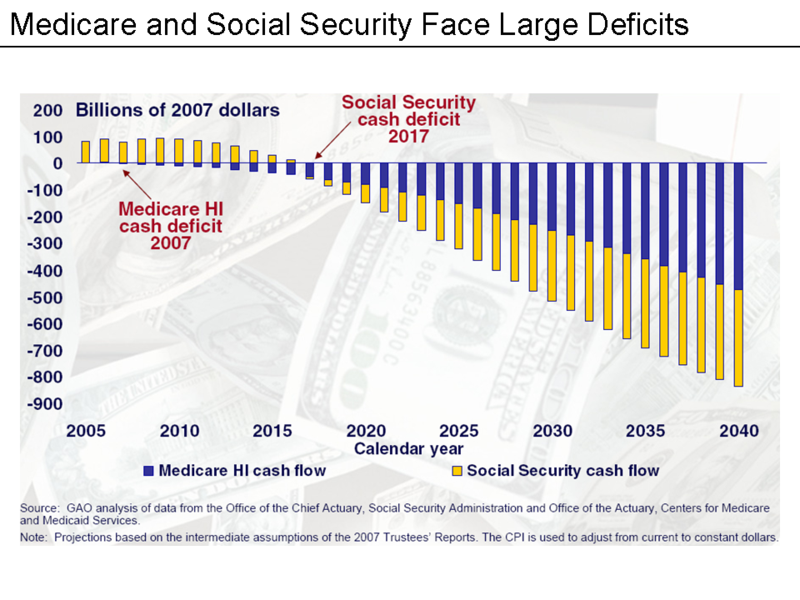 Medicare and Social Security Face Large Deficits
200 Billions of 2007 dollars
Social Security
cash deficit
2017
100
0
-100
Medicare HI
cash deficit
2007
-200
-300
-400
-500
-600
-700
-800
-900
2005 2010 2015 2020 2025 2030 2035 2040
Calendar year
Medicare HI cash flow Social Security cash flow
Source: GAO analysis of data from the Office of the Chief Actuary, Social Security Administration and Office of the Actuary, Centers for Medicare
and Medicaid Services.
Note: Projections based on the intermediate assumptions of the 2007 Trustees' Reports. The CPI is used to adjust from current to constant dollars.